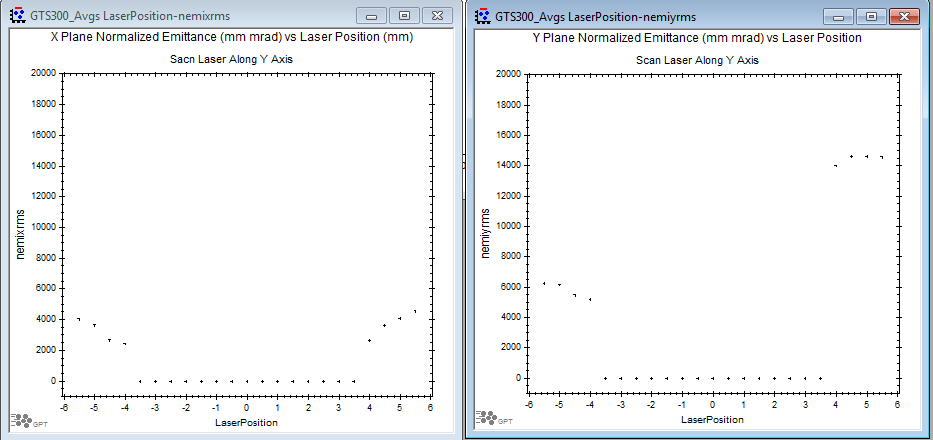 GTS300_Avgs LaserPosition-nemixrms
X Plane Normalized Emittance (mm mrad) vs Laser Position (mm)
Sacn Laser Along Y Axis
20000
18000
16000
14000
12000
10000
8000
6000
4000
2000
0
nemixrms
-6 -5 -4 -3 -2 -1 0 1 2 3 4 5 6
LaserPosition
GPT
GTS300_Avgs LaserPosition-nemiyrms
Y Plane Normalized Emittance (mm mrad) vs Laser Position
Scan Laser Along Y Axis
20000
18000
16000
14000
12000
10000
8000
6000
4000
2000
0
nemiyrms
-6 -5 -4 -3 -2 -1 0 1 2 3 4 5 6
LaserPosition
GPT